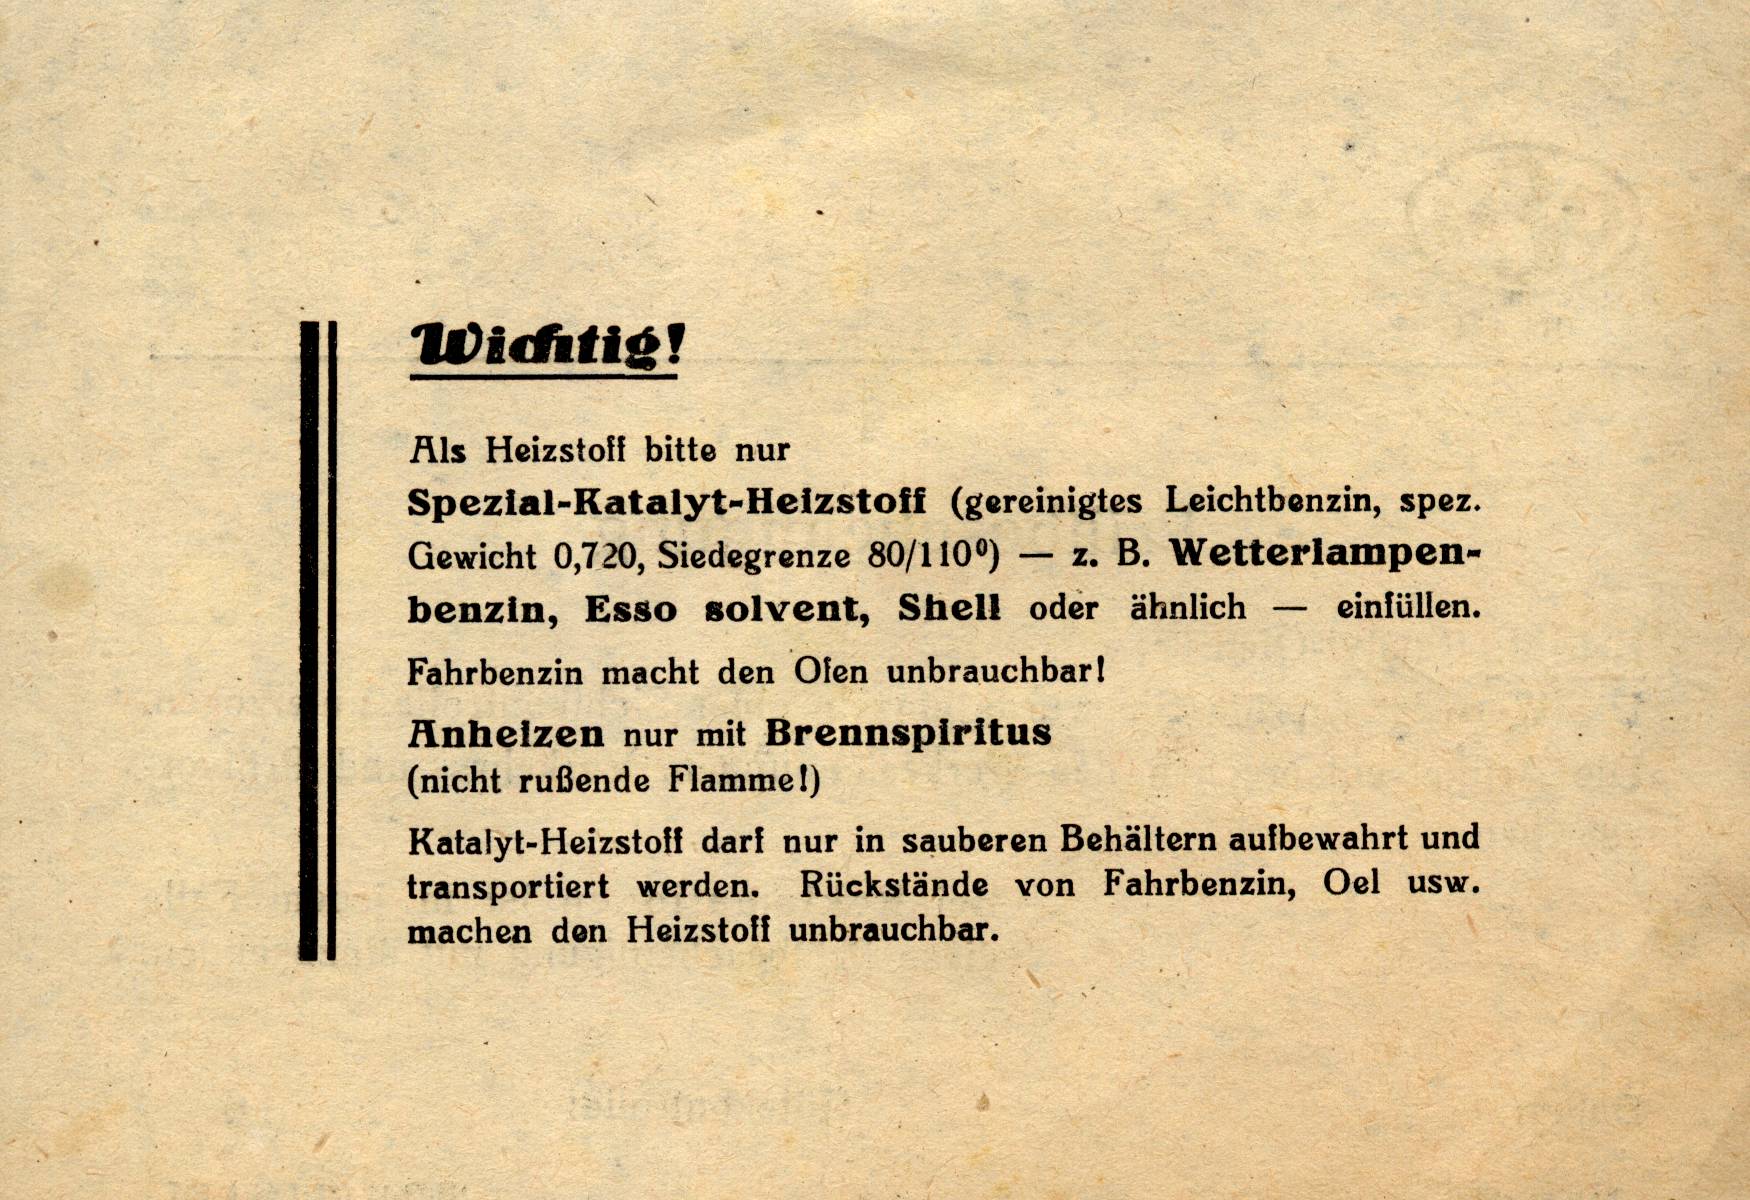 Wichtig!
Als Heizstoff bitte nur
Spezial-Katalyt-Heizstoff (gereinigtes Leichtbenzin, spez.
Gewicht 0,720, Siedegrenze 80/110⁰) — z. B. Wetterlampen-
benzin, Esso solvent, Shell oder ähnlich — einfüllen.
Fahrbenzin macht den Ofen unbrauchbar!
Anheizen nur mit Brennspiritus
(nicht rußende Flamme!)
Katalyt-Heizstoff darf nur in sauberen Behältern aufbewahrt und
transportiert werden. Rückstände von Fahrbenzin, Oel usw.
machen den Heizstoff unbrauchbar.